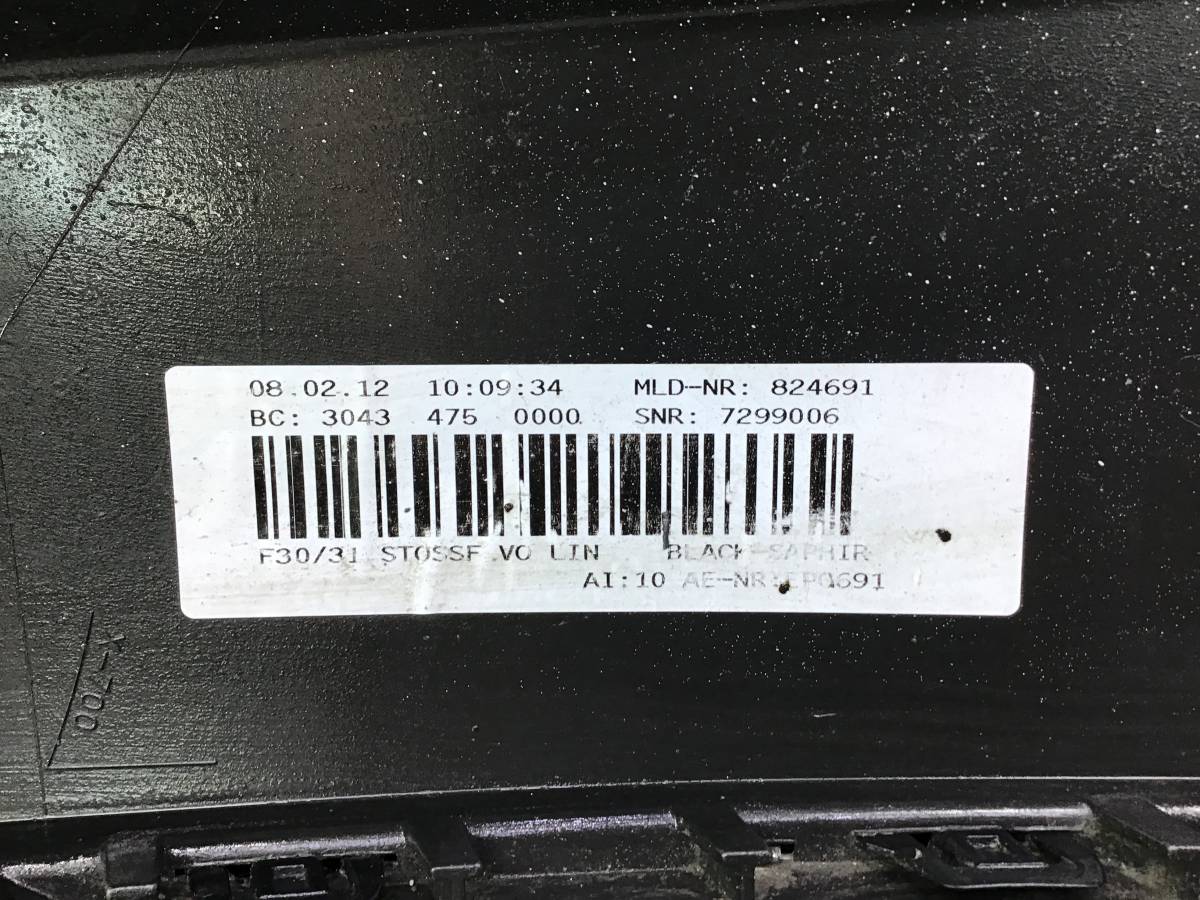 08.02.12 10:09:34 MLD-NR: 824691
BC: 3043 475 0000 SNR: 7299006
F30/31 STOSSF VO LIN BLACK-SAPHIR
AI:10 AE-NR: 691
X-700